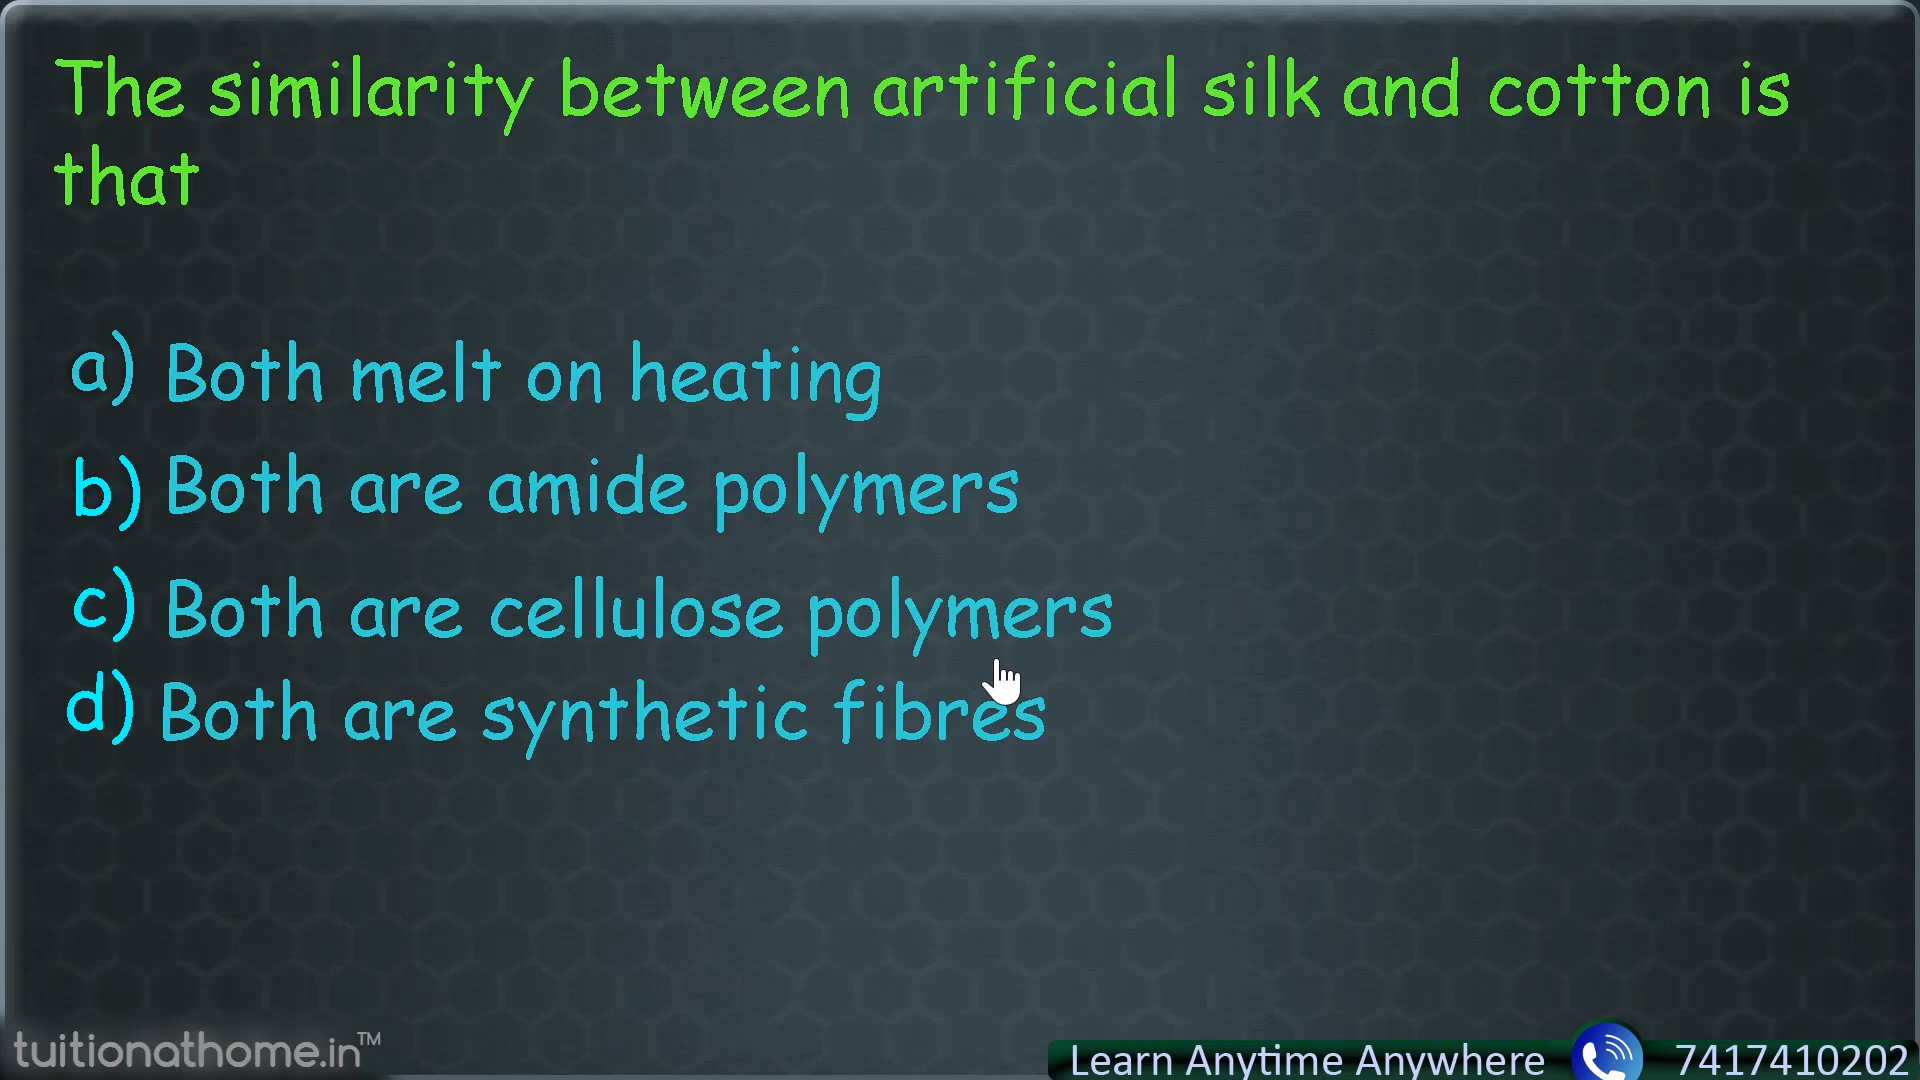 The similarity between artificial silk and cotton is
that
a) Both melt on heating
b) Both are amide polymers
c) Both are cellulose polymers
d) Both are synthetic fibres
tuitionathome.in™
Learn Anytime Anywhere 7417410202